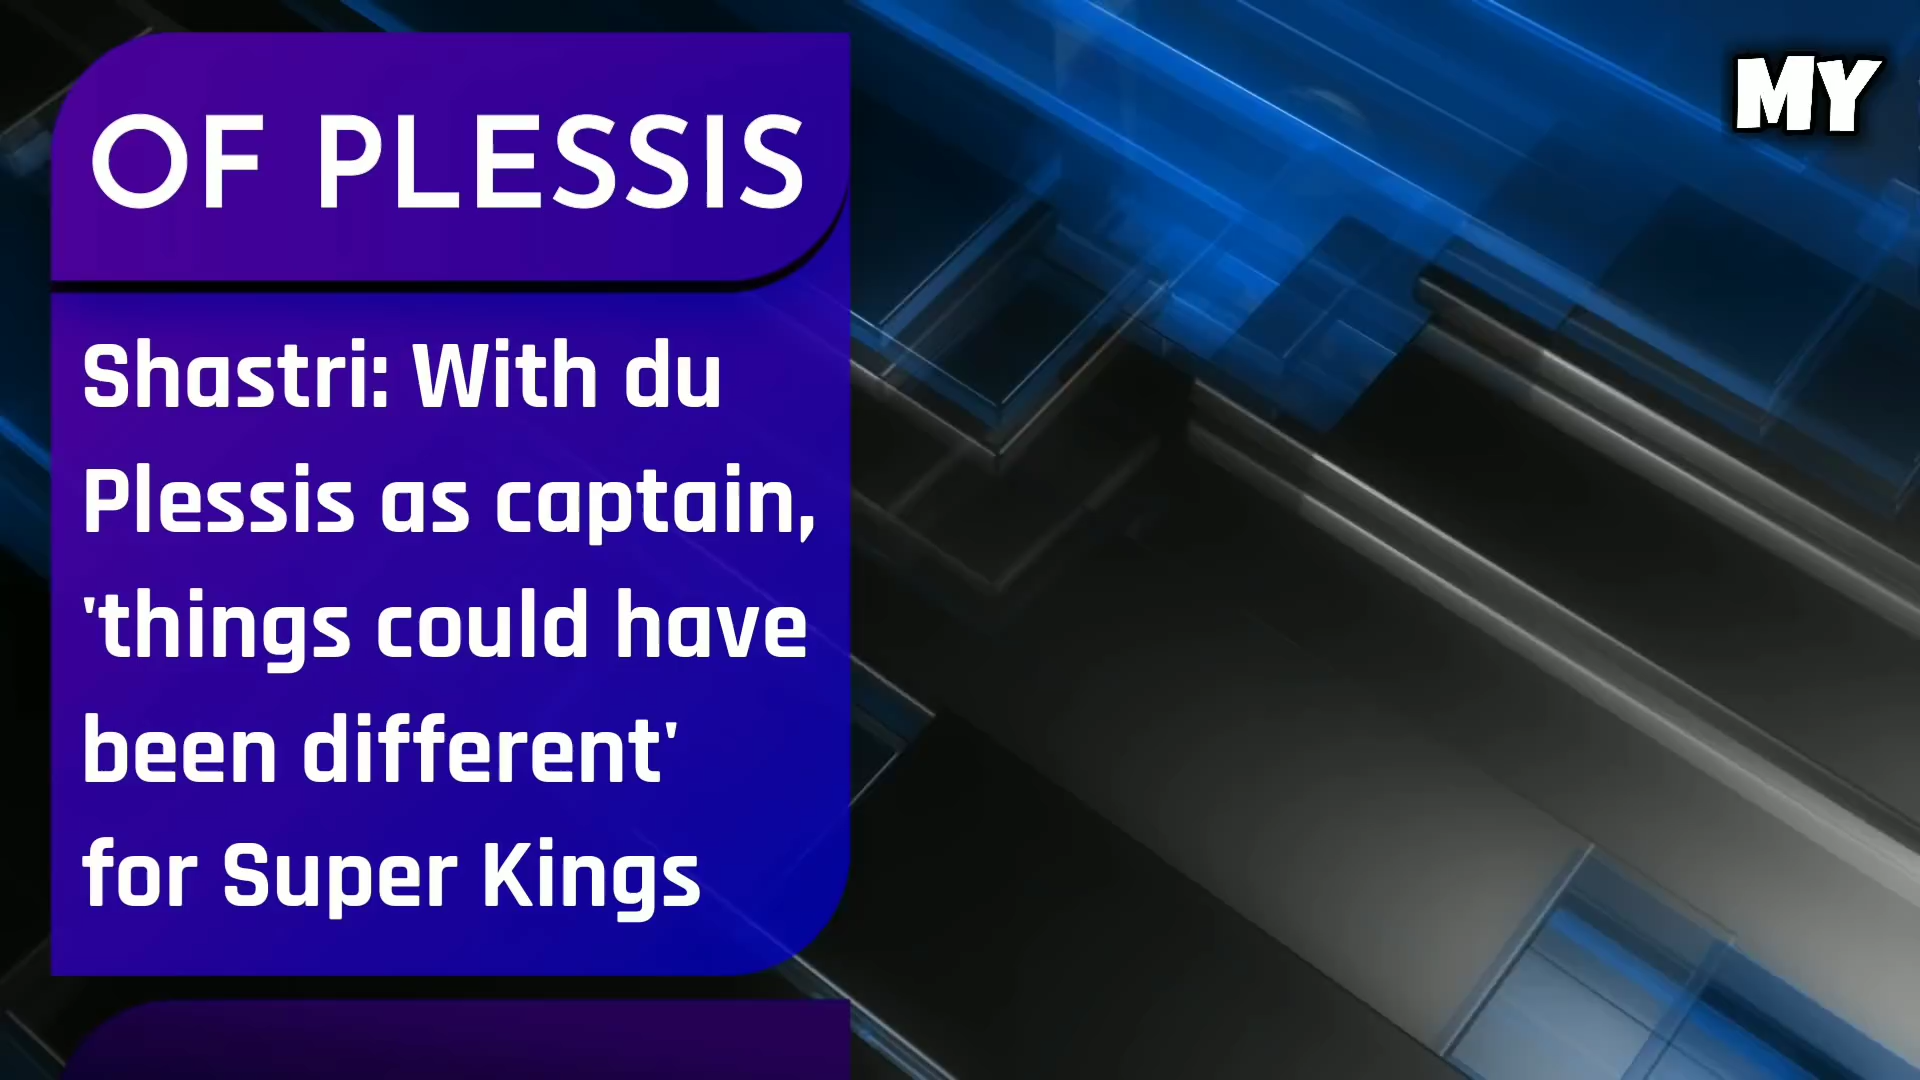 OF PLESSIS
MY
Shastri: With du
Plessis as captain,
'things could have
been different'
for Super Kings